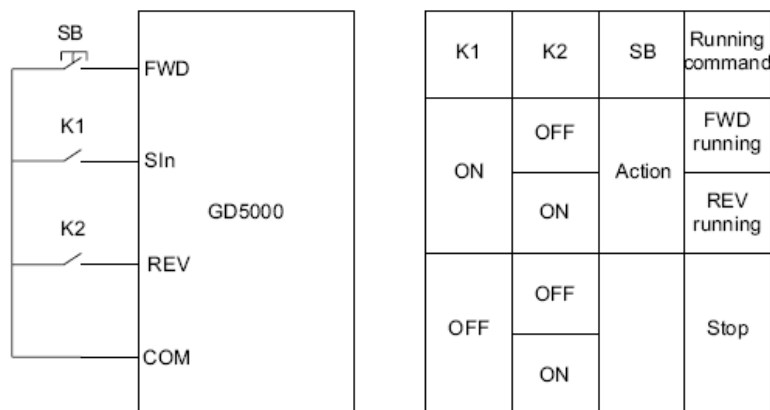 SB
FWD
K1
SIn
GD5000
K2
REV
COM
K1 K2 SB Running
command
ON OFF Action FWD
running
ON REV
running
OFF OFF Stop
ON